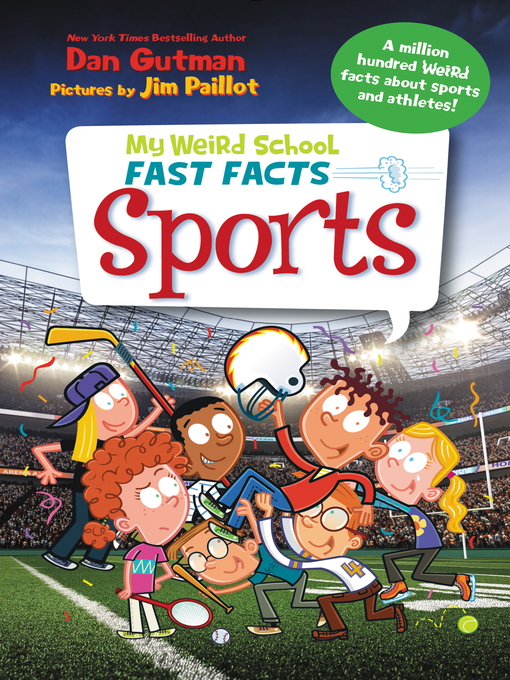 New York Times Bestselling Author
Dan Gutman
Pictures by Jim Paillot
A million
hundred WeiRd
facts about sports
and athletes!
My WeiRd School
FAST FACTS
Sports
4